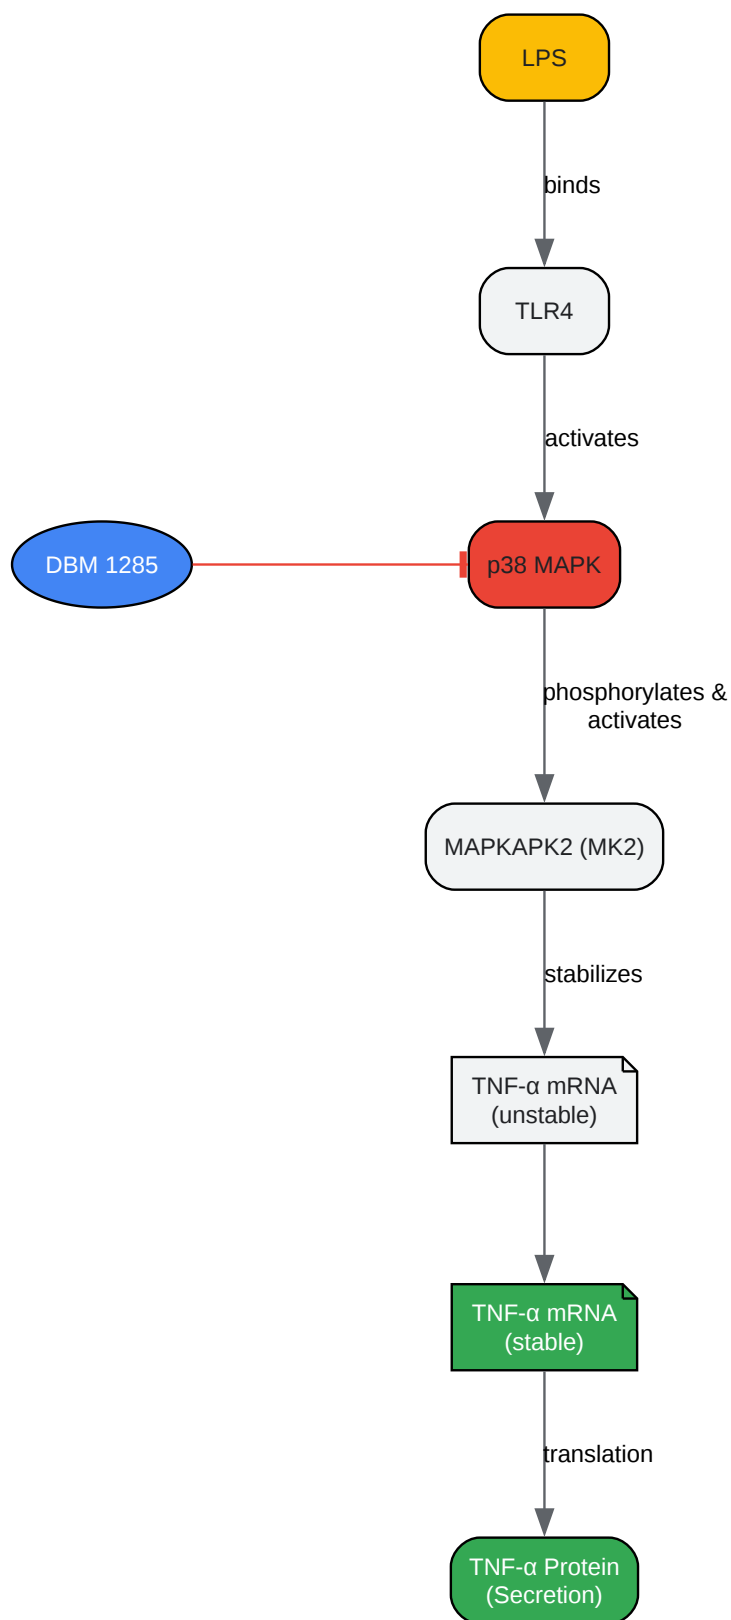 LPS
binds
TLR4
activates
DBM 1285
p38 MAPK
phosphorylates &
activates
MAPKAPK2 (MK2)
stabilizes
TNF-α mRNA
(unstable)
TNF-α mRNA
(stable)
translation
TNF-α Protein
(Secretion)